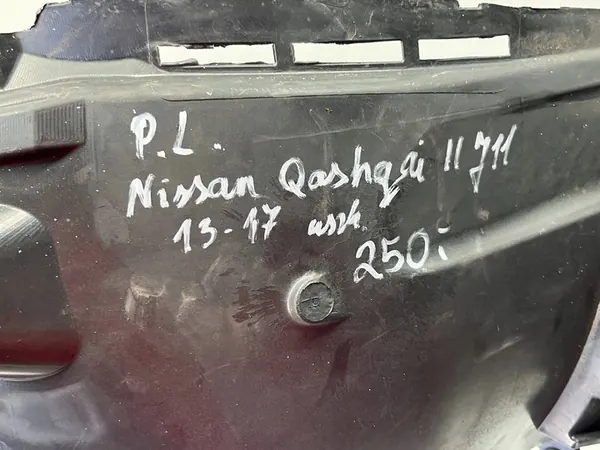 P.L.
Nissan Qashqai II J11
13-17 uszk.
250;